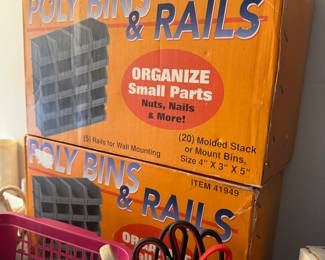 POLY BINS
& RAILS
ORGANIZE
Small Parts
Nuts, Nails
& More!
(5) Rails for Wall Mounting
(20) Molded Stack
or Mount Bins,
Size 4" X 3" X 5"
POLY BINS
& RAILS
ITEM 41949
ORGANIZE